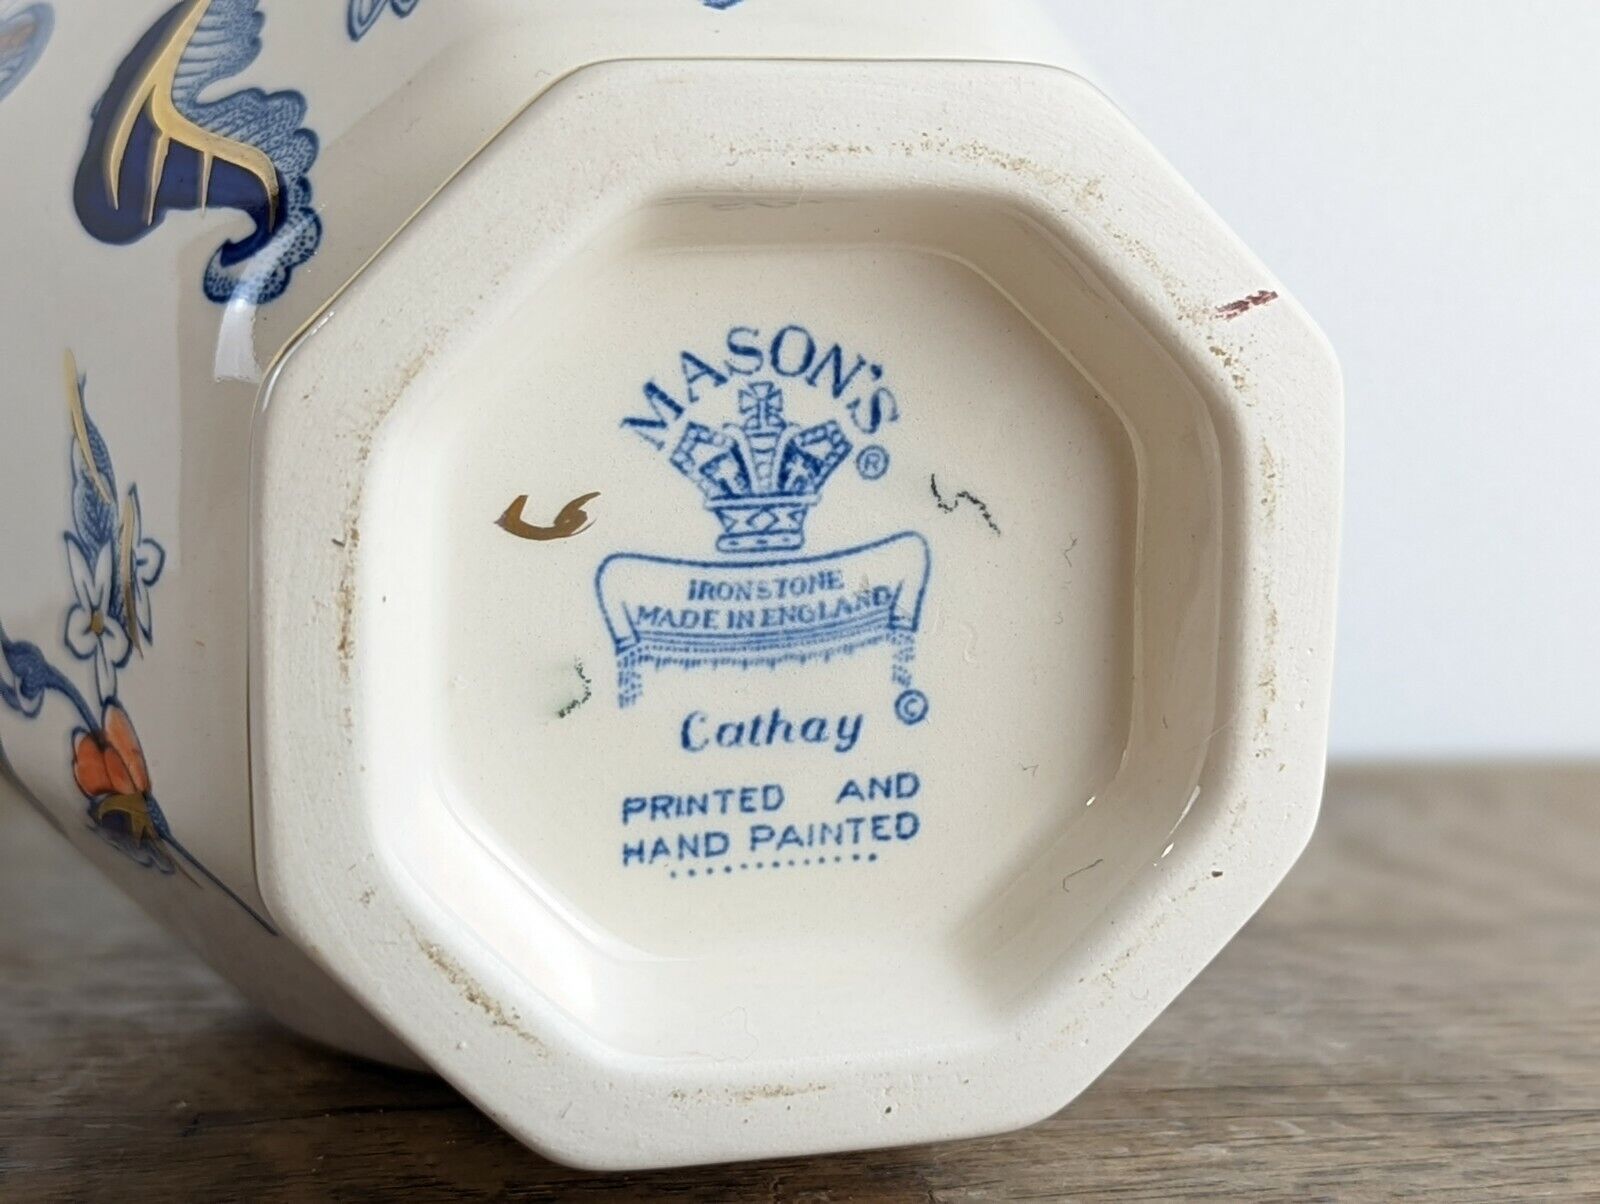 MASON'S
®
IRONSTONE
MADE IN ENGLAND
©
Cathay
PRINTED AND
HAND PAINTED